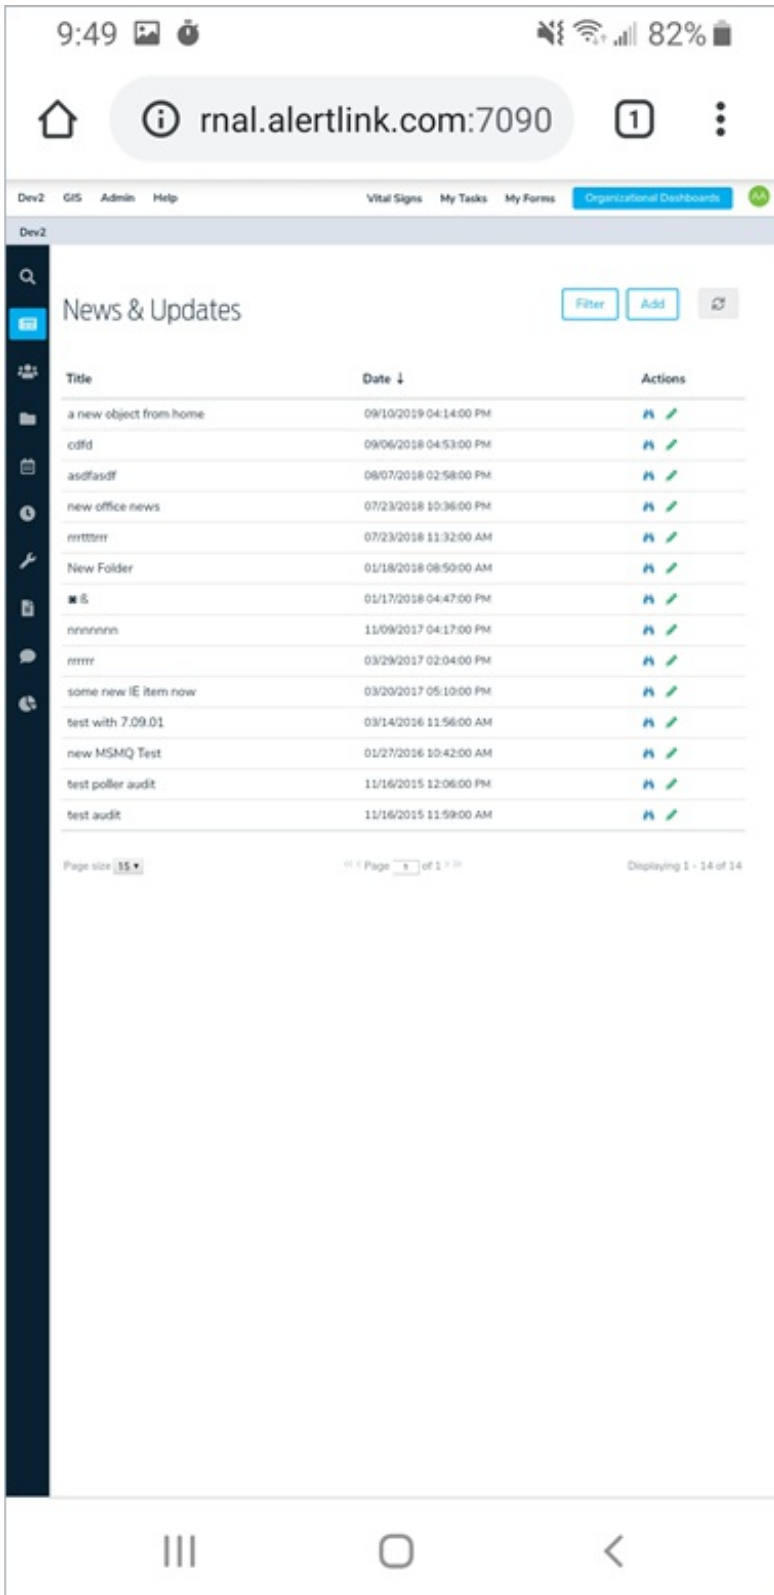 9:49 82%
rnal.alertlink.com:7090 1
Dev2 GIS Admin Help Vital Signs My Tasks My Forms Organizational Dashboards AA
Dev2
News & Updates Filter Add
Title Date ↓ Actions
a new object from home 09/10/2019 04:14:00 PM
cdfd 09/06/2018 04:53:00 PM
asdfasdf 08/07/2018 02:58:00 PM
new office news 07/23/2018 10:36:00 PM
07/23/2018 11:32:00 AM
New Folder 01/18/2018 08:50:00 AM
01/17/2018 04:47:00 PM
nnnnnnn 11/09/2017 04:17:00 PM
03/29/2017 02:04:00 PM
some new IE item now 03/20/2017 05:10:00 PM
test with 7.09.01 03/14/2016 11:56:00 AM
new MSMQ Test 01/27/2016 10:42:00 AM
test poller audit 11/16/2015 12:06:00 PM
test audit 11/16/2015 11:59:00 AM
Page size 15 Page 1 of 1 Displaying 1 - 14 of 14